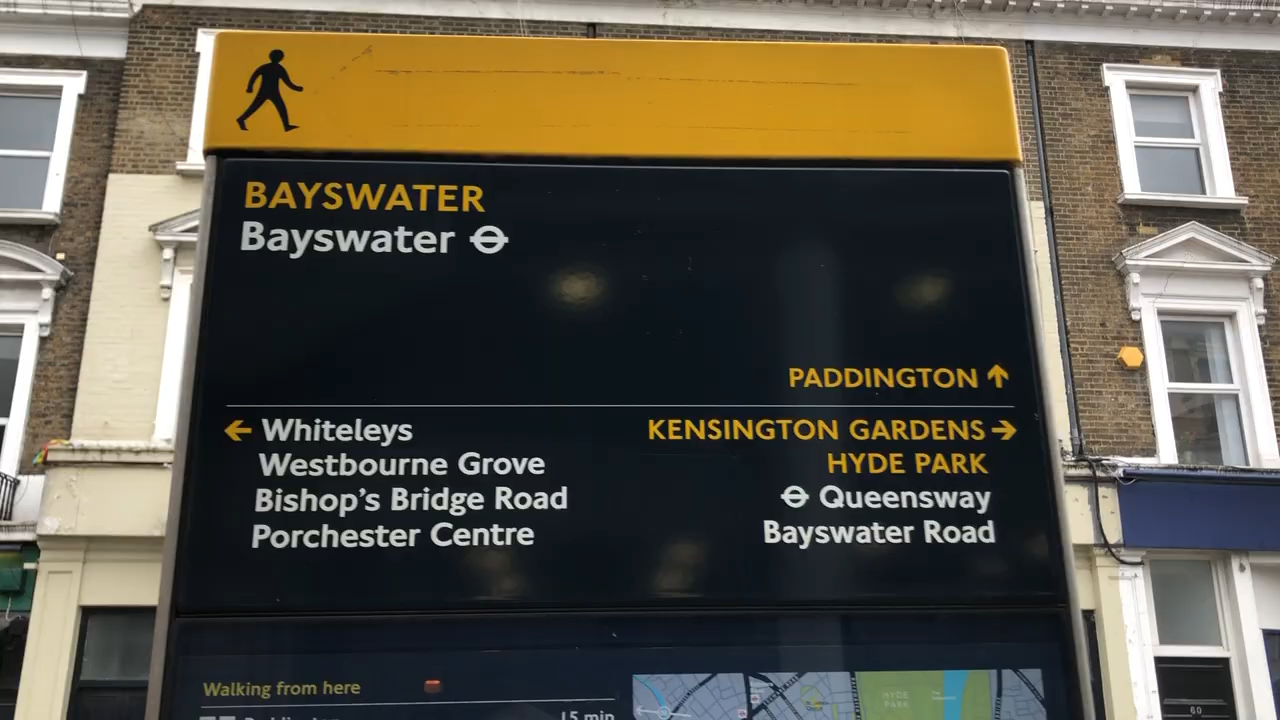 BAYSWATER
Bayswater
PADDINGTON ↑
← Whiteleys
Westbourne Grove
Bishop's Bridge Road
Porchester Centre
KENSINGTON GARDENS →
HYDE PARK
Queensway
Bayswater Road
Walking from here
15 min
HYDE
PARK
60